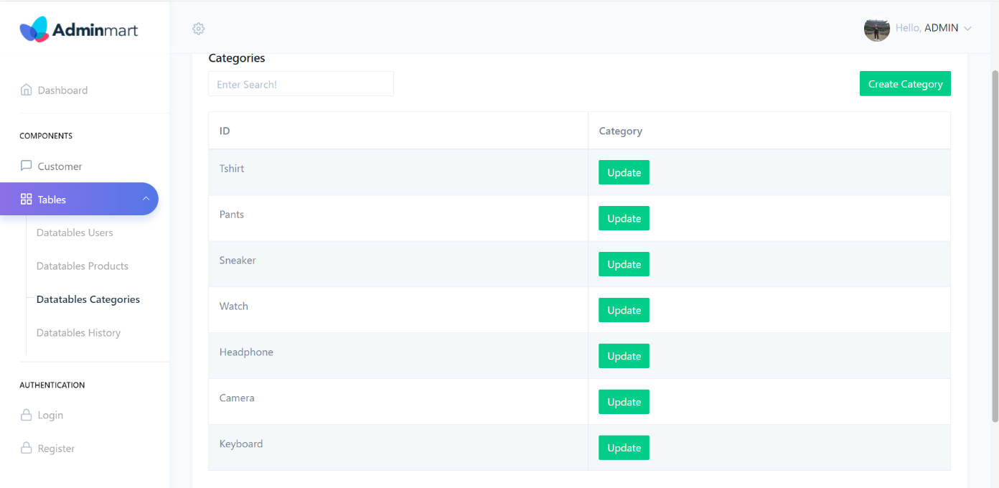 Adminmart
Hello, ADMIN
Categories
Enter Search!
Create Category
Dashboard
COMPONENTS
Customer
Tables
Datatables Users
Datatables Products
Datatables Categories
Datatables History
AUTHENTICATION
Login
Register
ID Category
Tshirt Update
Pants Update
Sneaker Update
Watch Update
Headphone Update
Camera Update
Keyboard Update